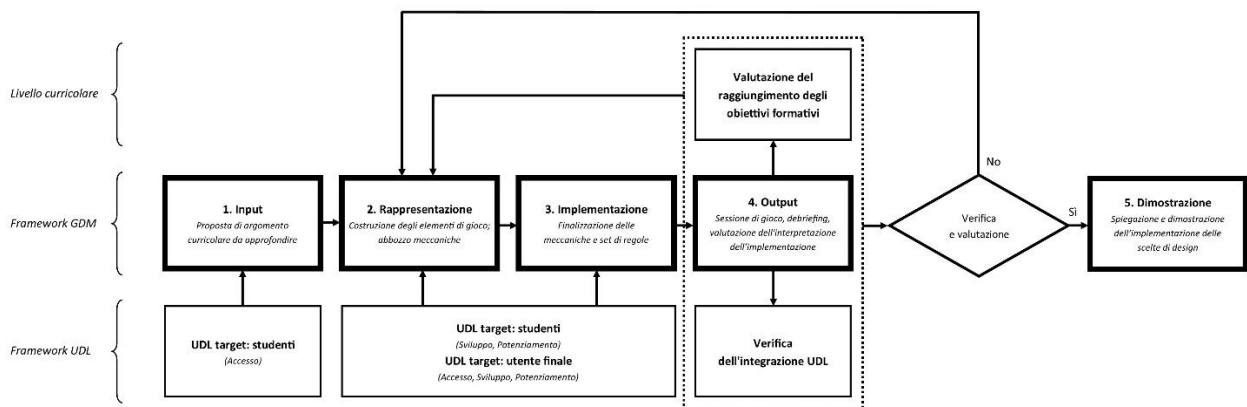 Livello curricolare
Valutazione del
raggiungimento degli
obiettivi formativi
No
Framework GDM
1. Input
Proposta di argomento
curricolare da approfondire
2. Rappresentazione
Costruzione degli elementi di gioco;
abbozzo meccaniche
3. Implementazione
Finalizzazione delle
meccaniche e set di regole
4. Output
Sessione di gioco, debriefing,
valutazione dell'interpretazione
dell'implementazione
Verifica
e valutazione
Sì
5. Dimostrazione
Spiegazione e dimostrazione
dell'implementazione delle
scelte di design
Framework UDL
UDL target: studenti
(Accesso)
UDL target: studenti
(Sviluppo, Potenziamento)
UDL target: utente finale
(Accesso, Sviluppo, Potenziamento)
Verifica
dell'integrazione UDL